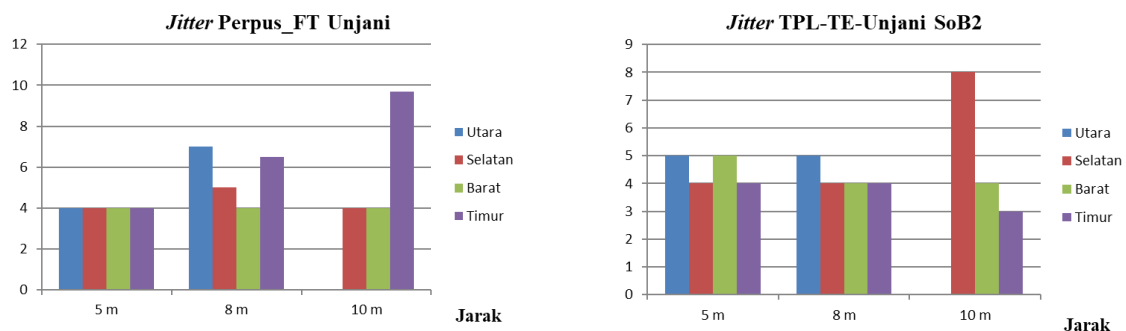 Jitter Perpus_FT Unjani
12
10
8
6
4
2
0
5 m
8 m
10 m
Jarak
Utara
Selatan
Barat
Timur
Jitter TPL-TE-Unjani SoB2
9
8
7
6
5
4
3
2
1
0
5 m
8 m
10 m
Jarak
Utara
Selatan
Barat
Timur